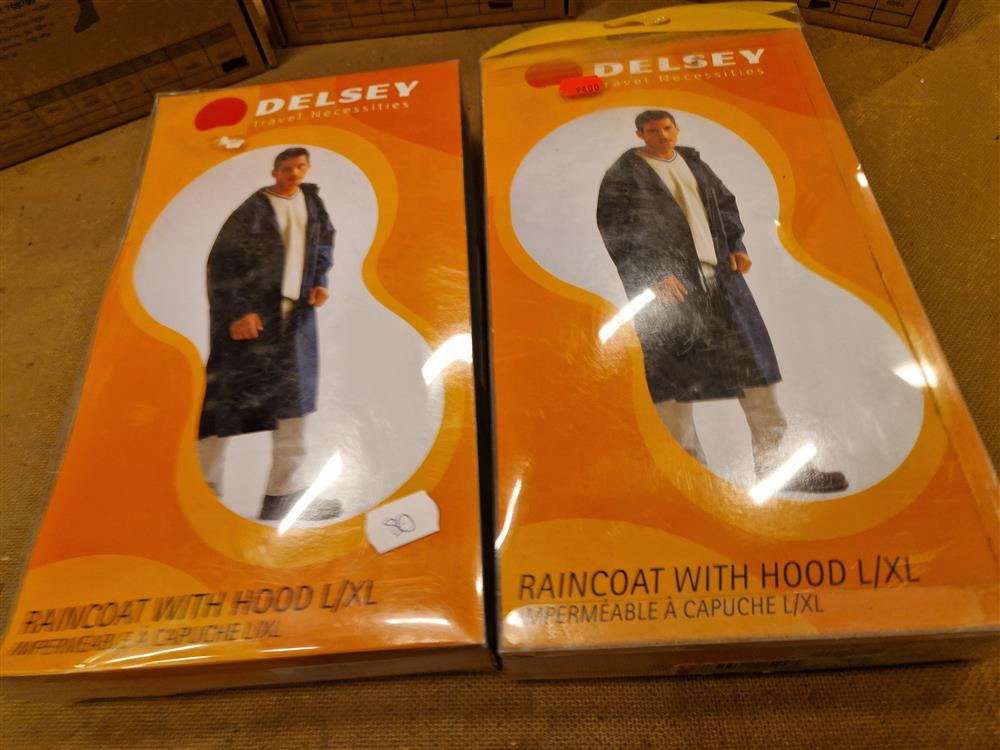 DELSEY
Travel Necessities
80
RAINCOAT WITH HOOD L/XL
IMPERMÉABLE À CAPUCHE L/XL
DELSEY
Travel Necessities
RAINCOAT WITH HOOD L/XL
IMPERMÉABLE À CAPUCHE L/XL